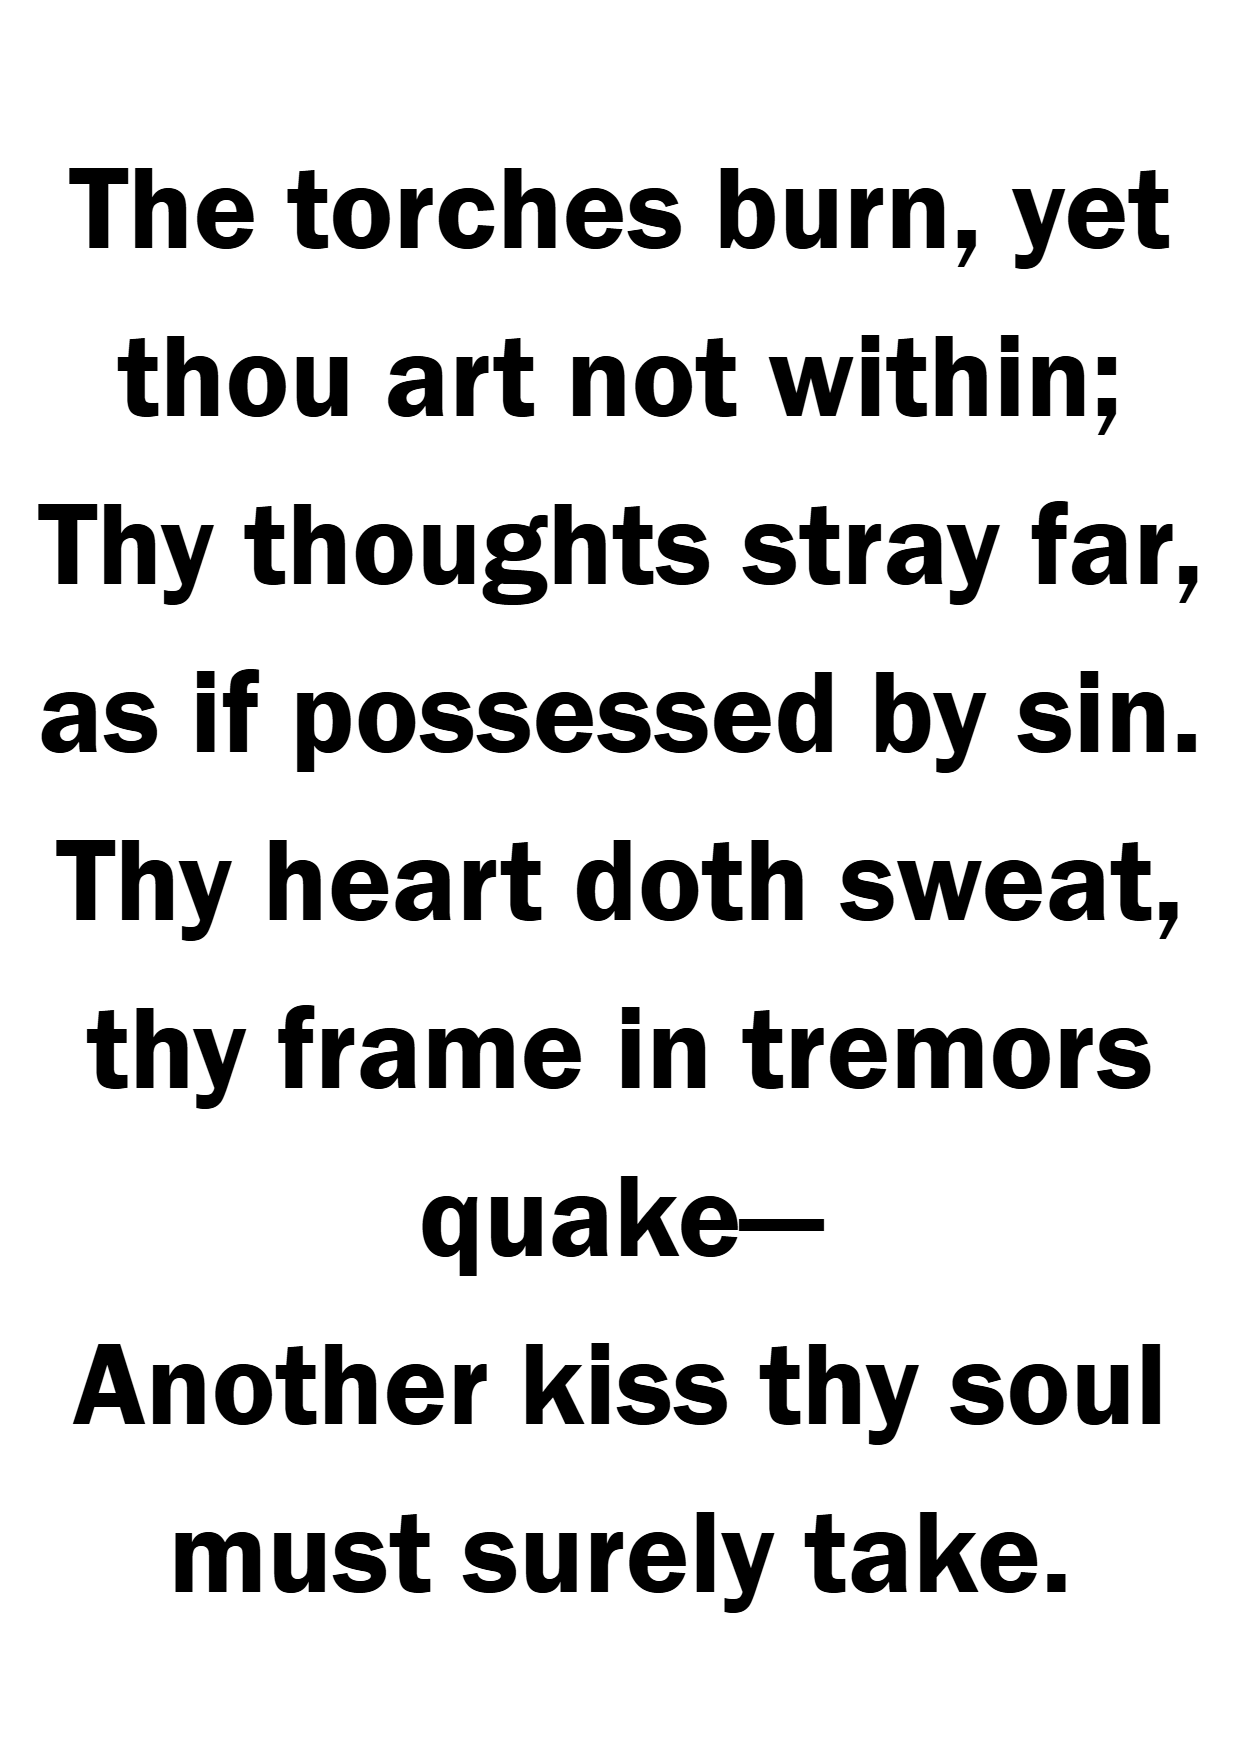 The torches burn, yet
thou art not within;
Thy thoughts stray far,
as if possessed by sin.
Thy heart doth sweat,
thy frame in tremors
quake—
Another kiss thy soul
must surely take.